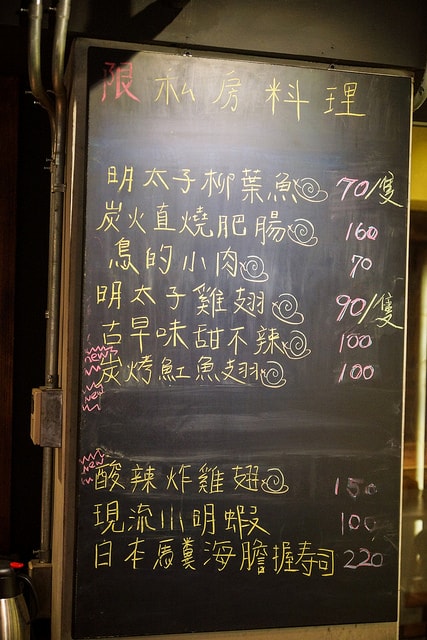 限 私房料理
明太子柳葉魚 70/隻
炭火直燒肥腸 160
鳥的小肉 70
明太子雞翅 90/隻
古早味甜不辣 100
new
炭烤魟魚翅 100
new
new
酸辣炸雞翅 150
現流小明蝦 100
日本馬糞海膽握壽司 220